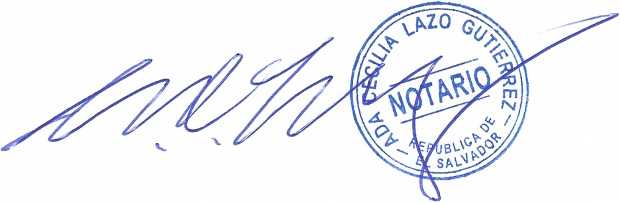 ADA CECILIA LAZO GUTIERREZ
NOTARIO
REPUBLICA DE
EL SALVADOR